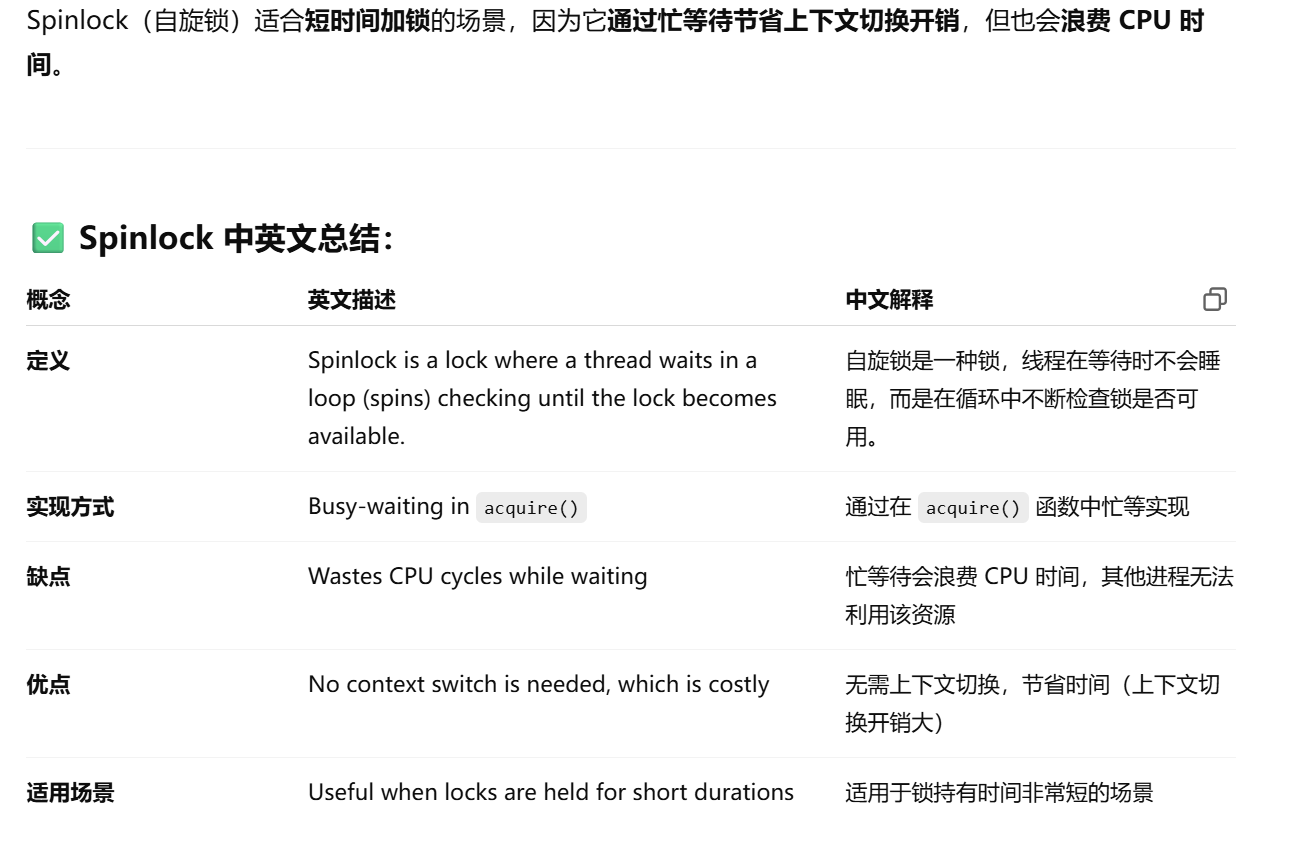 Spinlock（自旋锁）适合短时间加锁的场景，因为它通过忙等待节省上下文切换开销，但也会浪费 CPU 时
间。
✅ Spinlock 中英文总结：
概念 英文描述 中文解释
定义
Spinlock is a lock where a thread waits in a
loop (spins) checking until the lock becomes
available.
自旋锁是一种锁，线程在等待时不会睡
眠，而是在循环中不断检查锁是否可
用。
实现方式
Busy-waiting in acquire()
通过在 acquire() 函数中忙等实现
缺点
Wastes CPU cycles while waiting
忙等待会浪费 CPU 时间，其他进程无法
利用该资源
优点
No context switch is needed, which is costly
无需上下文切换，节省时间（上下文切
换开销大）
适用场景
Useful when locks are held for short durations
适用于锁持有时间非常短的场景